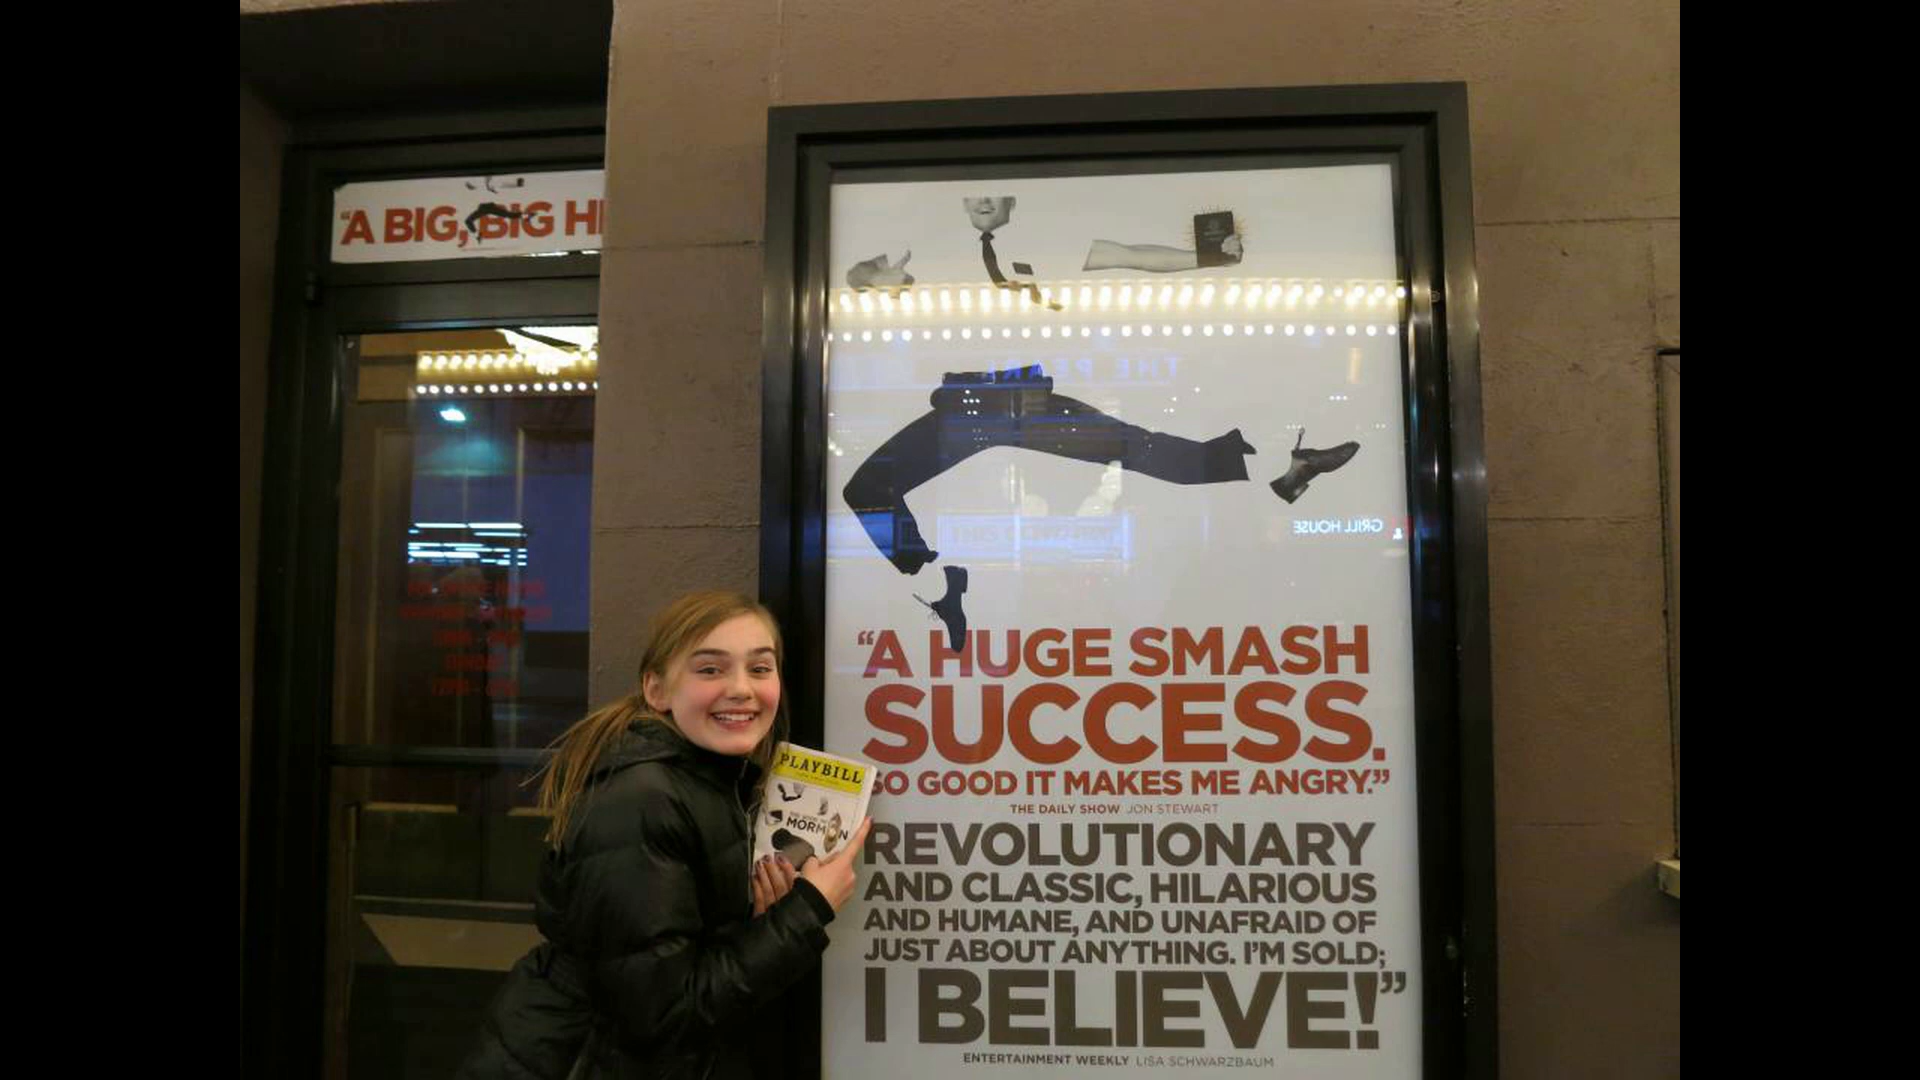 “A BIG, BIG H
THE PEARL
GRILL HOUSE
“A HUGE SMASH
SUCCESS.
SO GOOD IT MAKES ME ANGRY.”
THE DAILY SHOW JON STEWART
REVOLUTIONARY
AND CLASSIC, HILARIOUS
AND HUMANE, AND UNAFRAID OF
JUST ABOUT ANYTHING. I’M SOLD;
I BELIEVE!”
ENTERTAINMENT WEEKLY LISA SCHWARZBAUM
PLAYBILL
MORMON